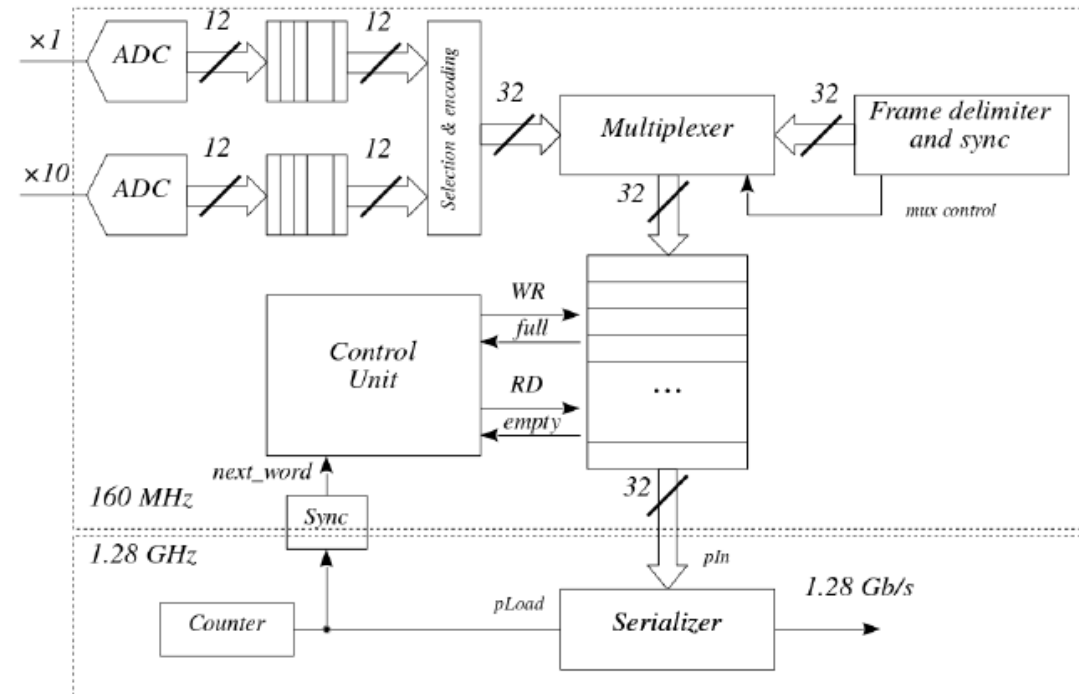 ×1
ADC
12
12
×10
ADC
12
12
Selection & encoding
32
Multiplexer
32
Frame delimiter
and sync
mux control
32
Control
Unit
WR
full
RD
empty
...
next_word
160 MHz
Sync
32
1.28 GHz
pIn
Counter
pLoad
Serializer
1.28 Gb/s